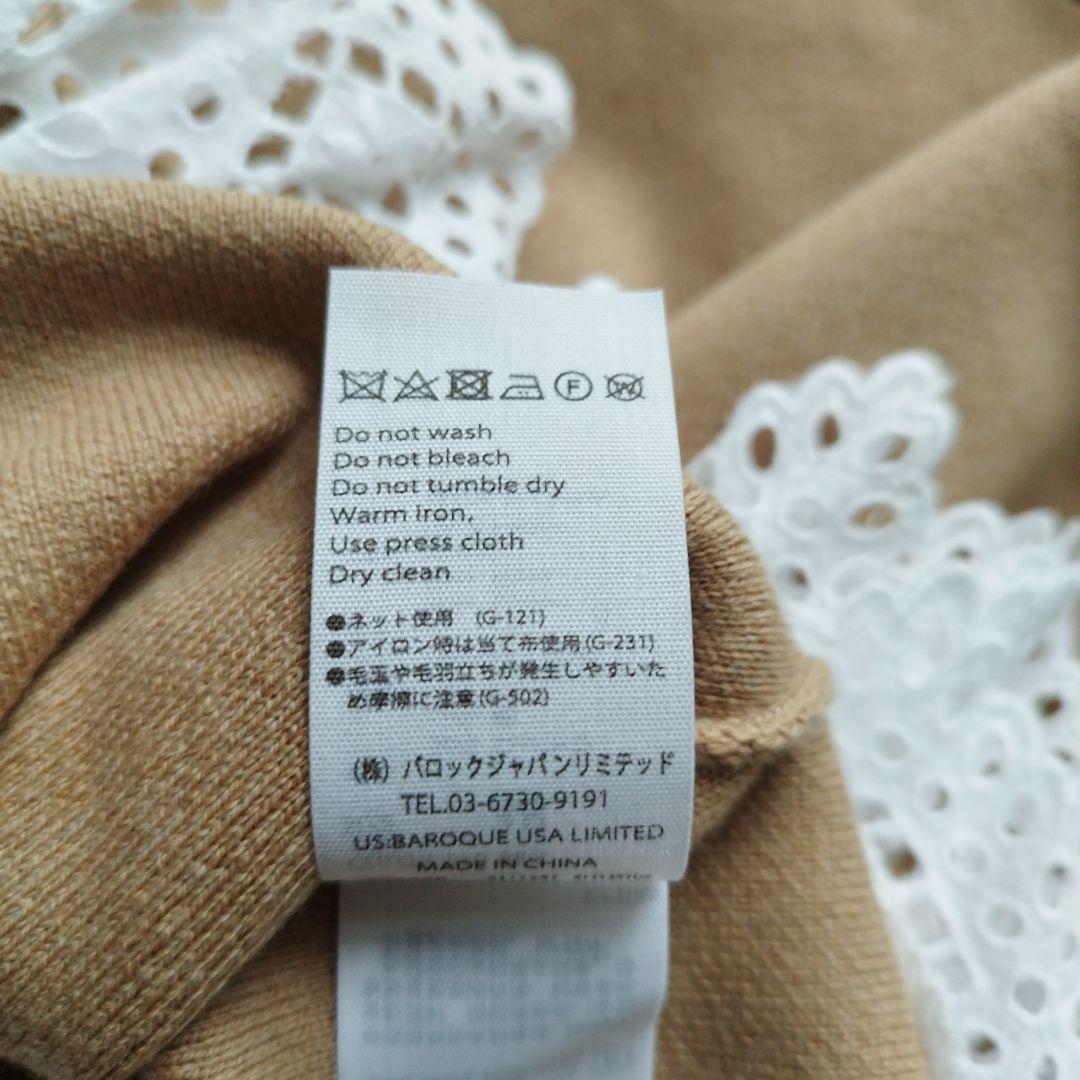 F W
Do not wash
Do not bleach
Do not tumble dry
Warm iron,
Use press cloth
Dry clean
●ネット使用 (G-121)
●アイロン時は当て布使用(G-231)
●毛玉や毛羽立ちが発生しやすいた
め摩擦に注意(G-502)
(株) バロックジャパンリミテッド
TEL.03-6730-9191
US:BAROQUE USA LIMITED
MADE IN CHINA